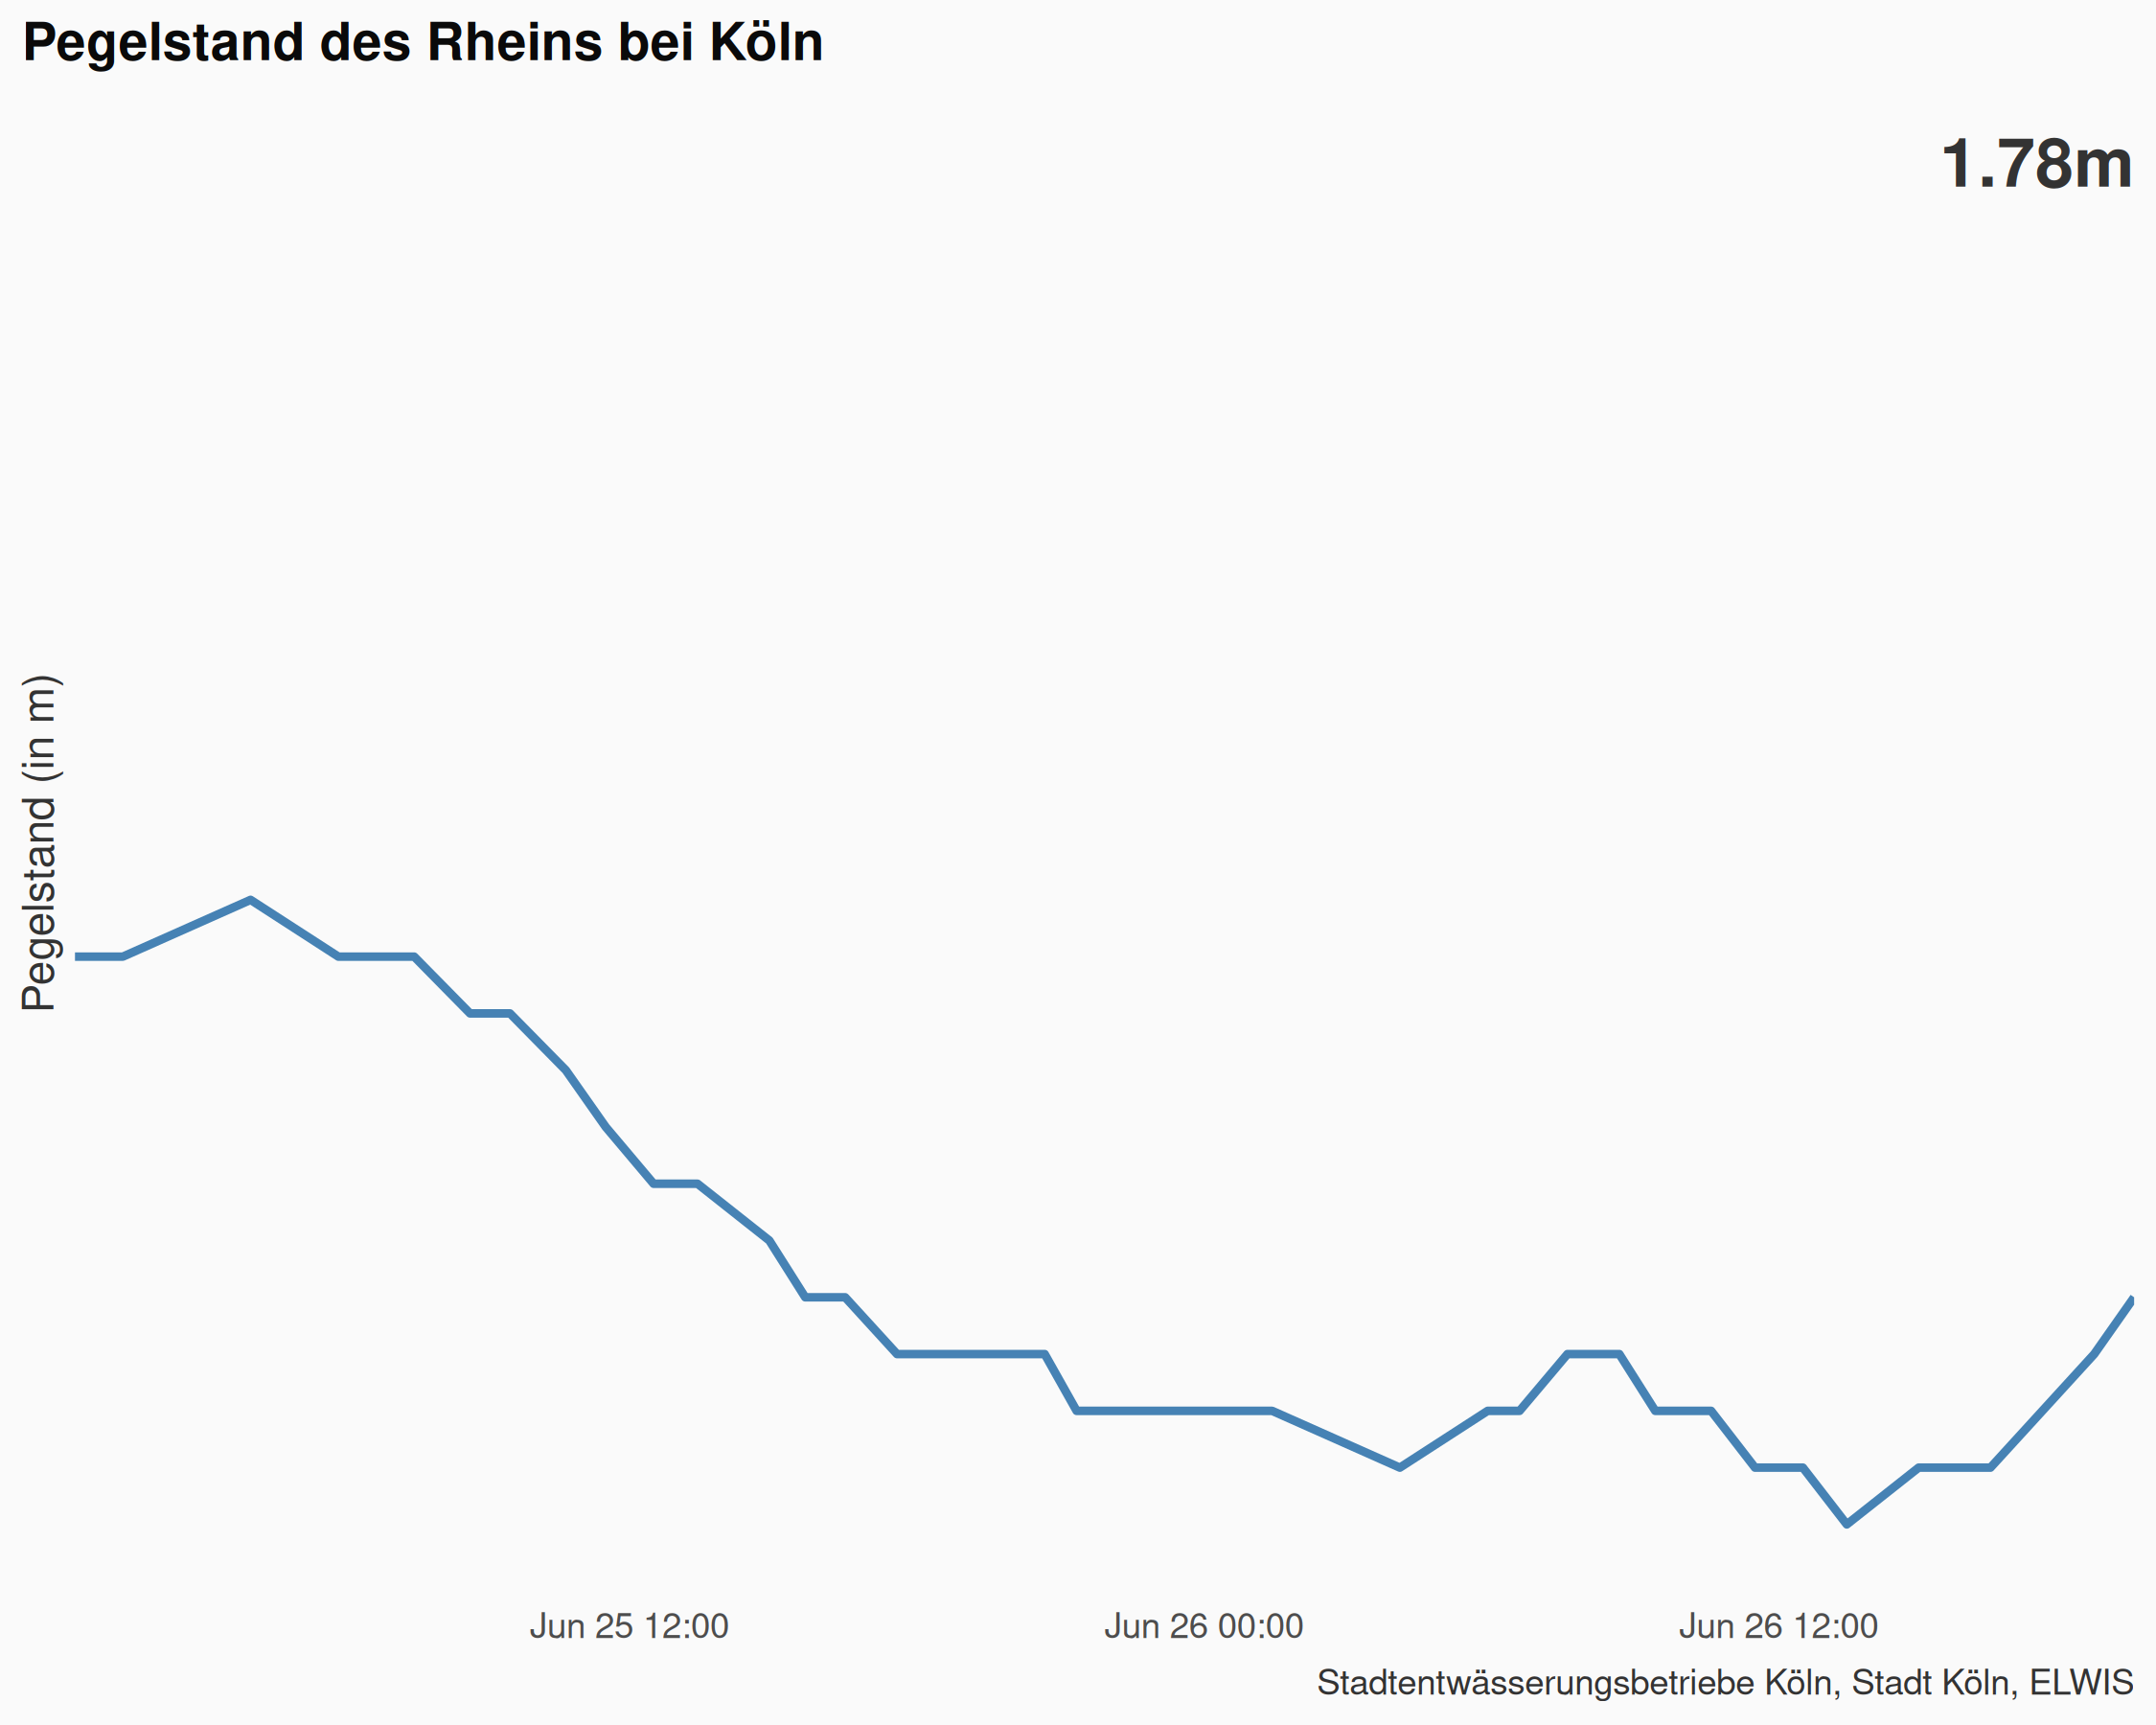 Pegelstand des Rheins bei Köln
1.78m
Pegelstand (in m)
Jun 25 12:00
Jun 26 00:00
Jun 26 12:00
Stadtentwässerungsbetriebe Köln, Stadt Köln, ELWIS